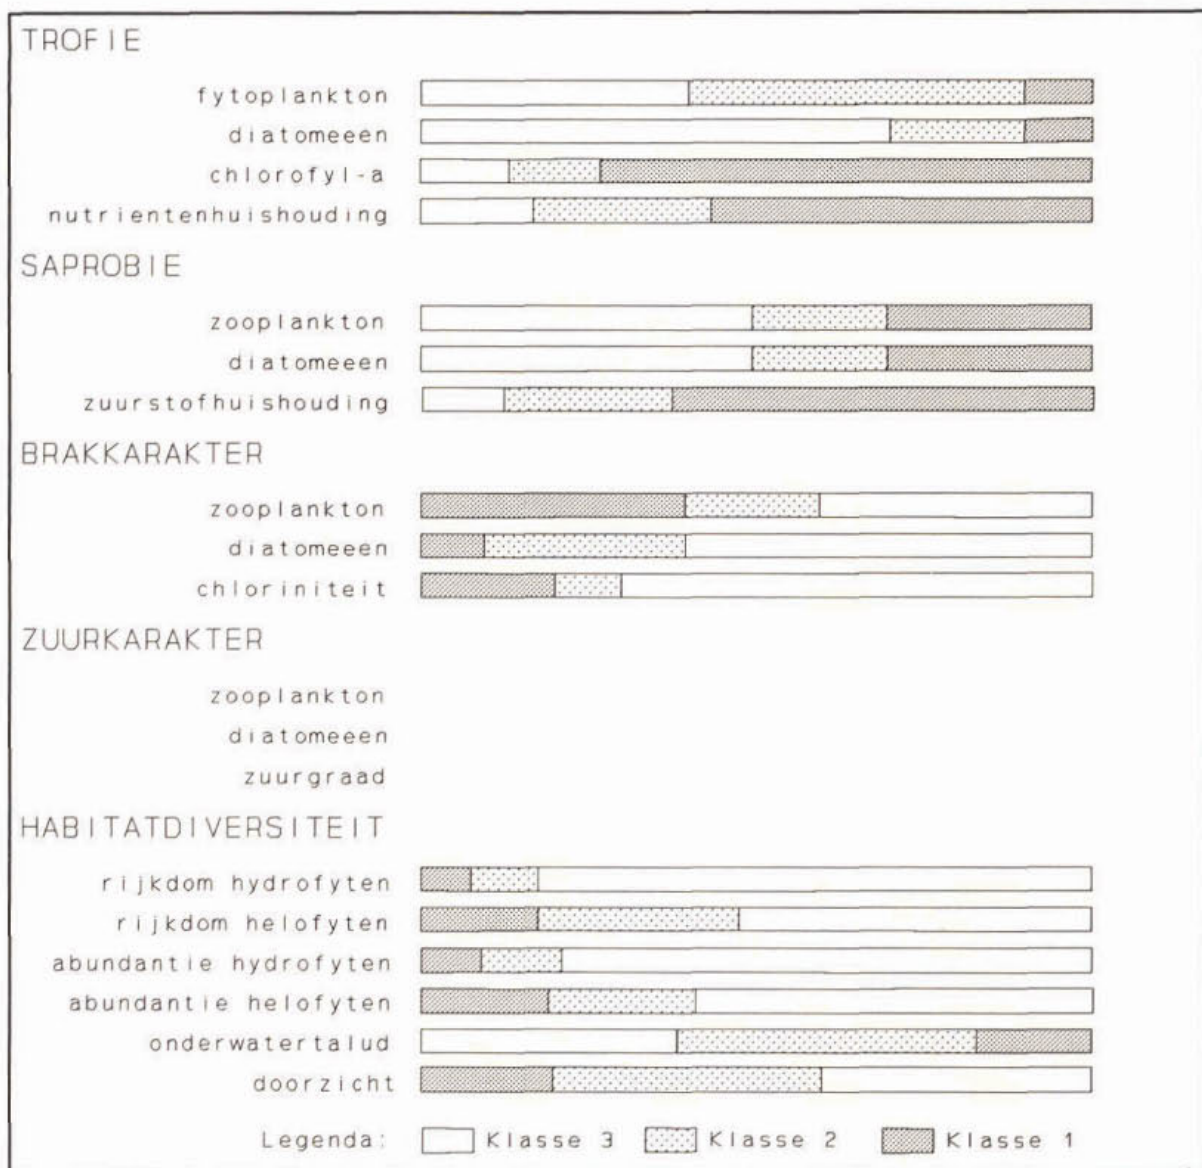 TROFIE
fytoplankton
diatomeeen
chlorofyl-a
nutrientenhuishouding
SAPROBIE
zooplankton
diatomeeen
zuurstofhuishouding
BRAKKARAKTER
zooplankton
diatomeeen
chloriniteit
ZUURKARAKTER
zooplankton
diatomeeen
zuurgraad
HABITATDIVERSITEIT
rijkdom hydrofyten
rijkdom helofyten
abundantie hydrofyten
abundantie helofyten
onderwatertalud
doorzicht
Legenda: Klasse 3 Klasse 2 Klasse 1